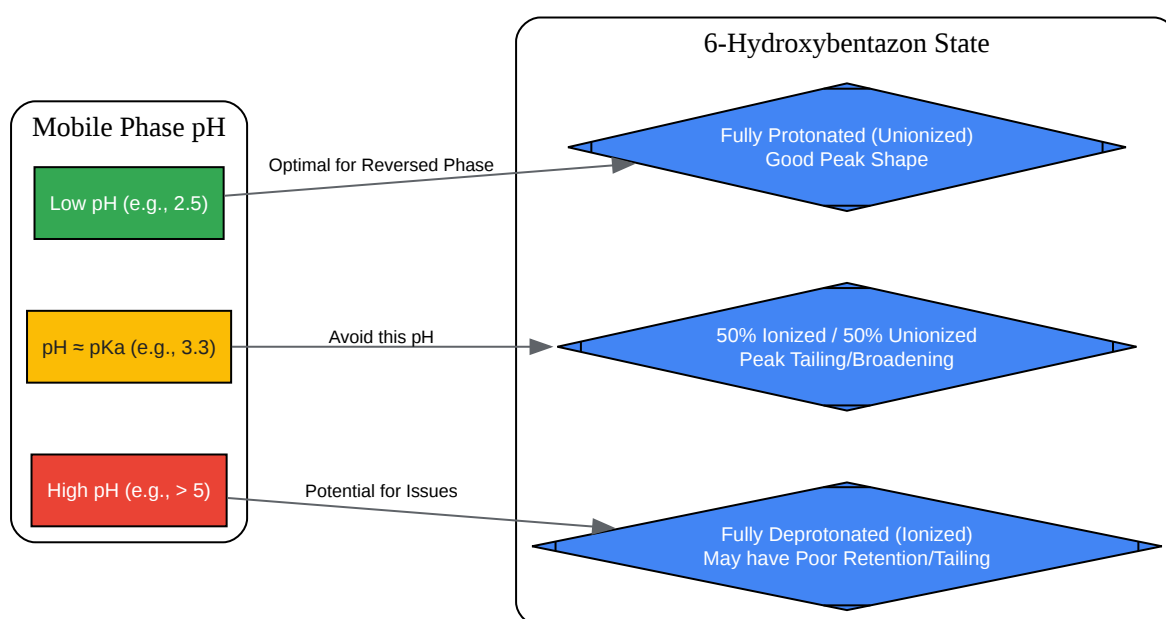 6-Hydroxybentazon State
Mobile Phase pH
Low pH (e.g., 2.5)
Optimal for Reversed Phase
Fully Protonated (Unionized)
Good Peak Shape
pH ≈ pKa (e.g., 3.3)
Avoid this pH
50% Ionized / 50% Unionized
Peak Tailing/Broadening
High pH (e.g., > 5)
Potential for Issues
Fully Deprotonated (Ionized)
May have Poor Retention/Tailing